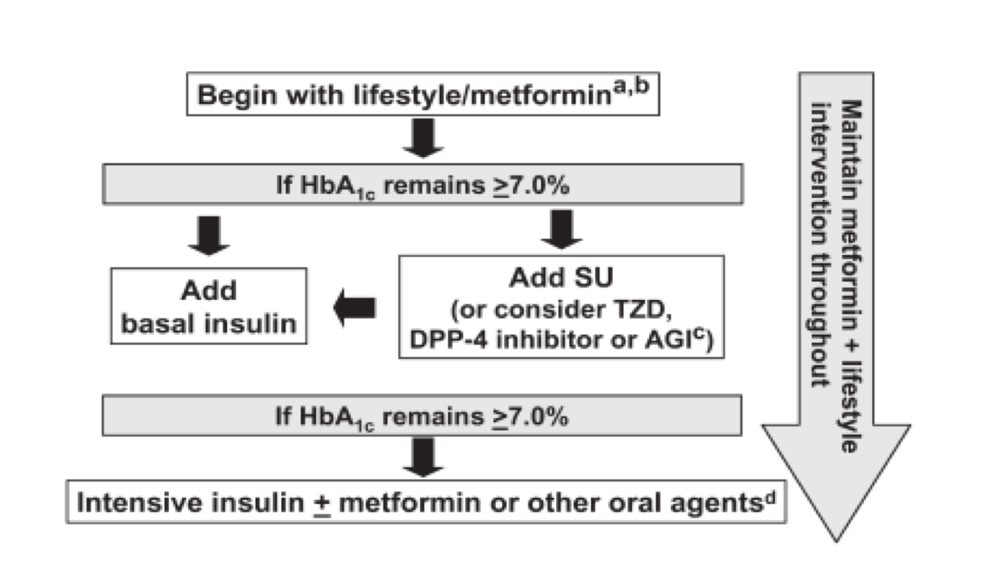 Begin with lifestyle/metforminᵃ,ᵇ
If HbA₁c remains ≥7.0%
Add
basal insulin
Add SU
(or consider TZD,
DPP-4 inhibitor or AGIᶜ)
If HbA₁c remains ≥7.0%
Intensive insulin ± metformin or other oral agentsᵈ
Maintain metformin + lifestyle
intervention throughout